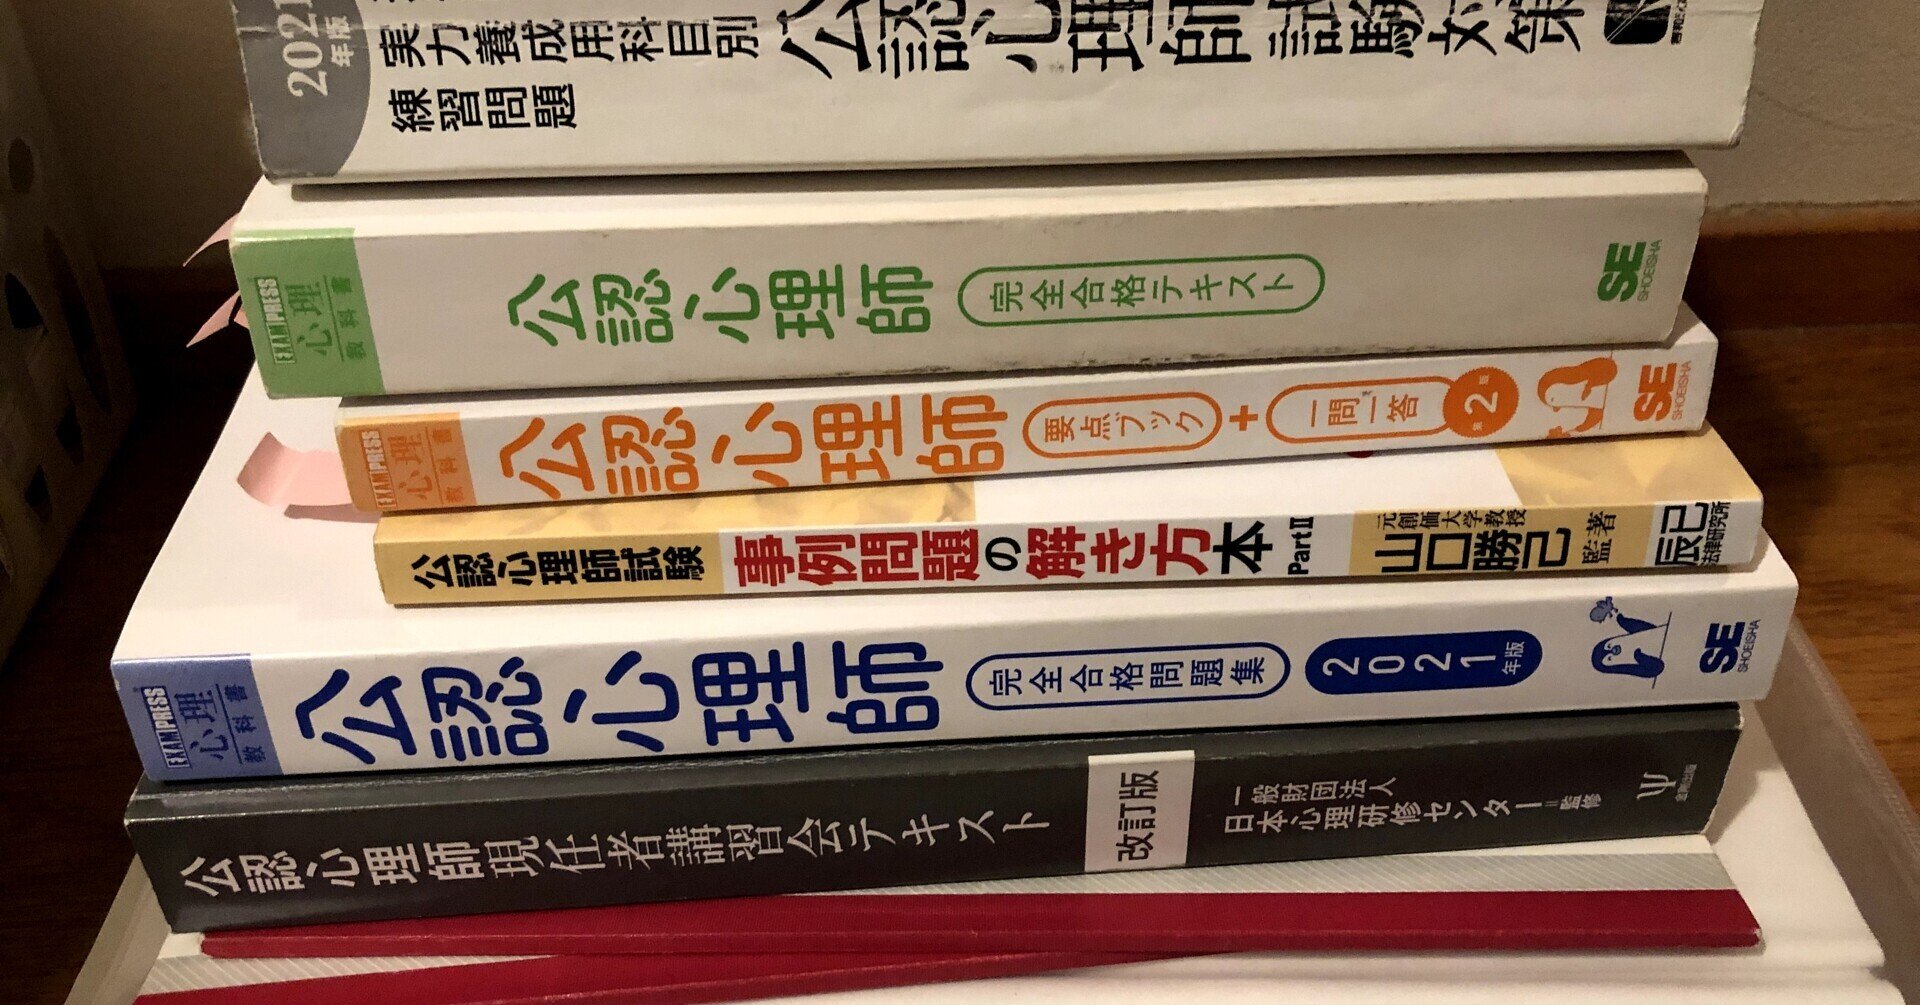 2021
年版
実力養成用科目別
練習問題
公認心理師試験対策
EXAMPRESS
心理
教科書
公認心理師
完全合格テキスト
SE
SHOEISHA
EXAMPRESS
心理
教科書
公認心理師
要点ブック
+
一問一答
第2版
SE
SHOEISHA
公認心理師試験
事例問題の解き方本 Part II
元創価大学教授
山口勝己 監著
辰已
法律研究所
EXAMPRESS
心理
教科書
公認心理師
完全合格問題集
2021年版
SE
SHOEISHA
公認心理師現任者講習会テキスト
改訂版
一般財団法人
日本心理研修センター=監修
金剛出版